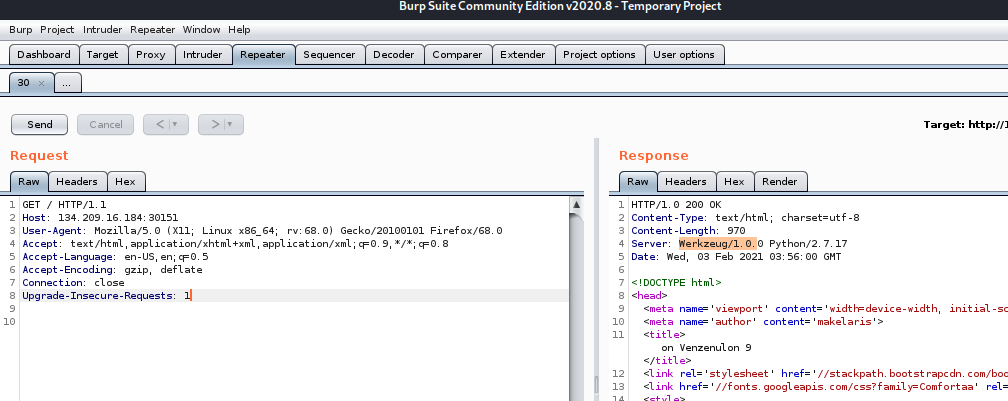 Burp Suite Community Edition v2020.8 - Temporary Project
Burp Project Intruder Repeater Window Help
Dashboard Target Proxy Intruder Repeater Sequencer Decoder Comparer Extender Project options User options
30 × ...
Send Cancel < > Target: http://1
Request
Raw Headers Hex
1 GET / HTTP/1.1
2 Host: 134.209.16.184:30151
3 User-Agent: Mozilla/5.0 (X11; Linux x86_64; rv:68.0) Gecko/20100101 Firefox/68.0
4 Accept: text/html,application/xhtml+xml,application/xml;q=0.9,*/*;q=0.8
5 Accept-Language: en-US,en;q=0.5
6 Accept-Encoding: gzip, deflate
7 Connection: close
8 Upgrade-Insecure-Requests: 1
9
10
Response
Raw Headers Hex Render
1 HTTP/1.0 200 OK
2 Content-Type: text/html; charset=utf-8
3 Content-Length: 970
4 Server: Werkzeug/1.0.0 Python/2.7.17
5 Date: Wed, 03 Feb 2021 03:56:00 GMT
6
7 <!DOCTYPE html>
8 <head>
9 <meta name='viewport' content='width=device-width, initial-sc
10 <meta name='author' content='makelaris'>
11 <title>
on Venzenulon 9
</title>
12 <link rel='stylesheet' href='//stackpath.bootstrapcdn.com/boo
13 <link href='//fonts.googleapis.com/css?family=Comfortaa' rel=
14 <style>